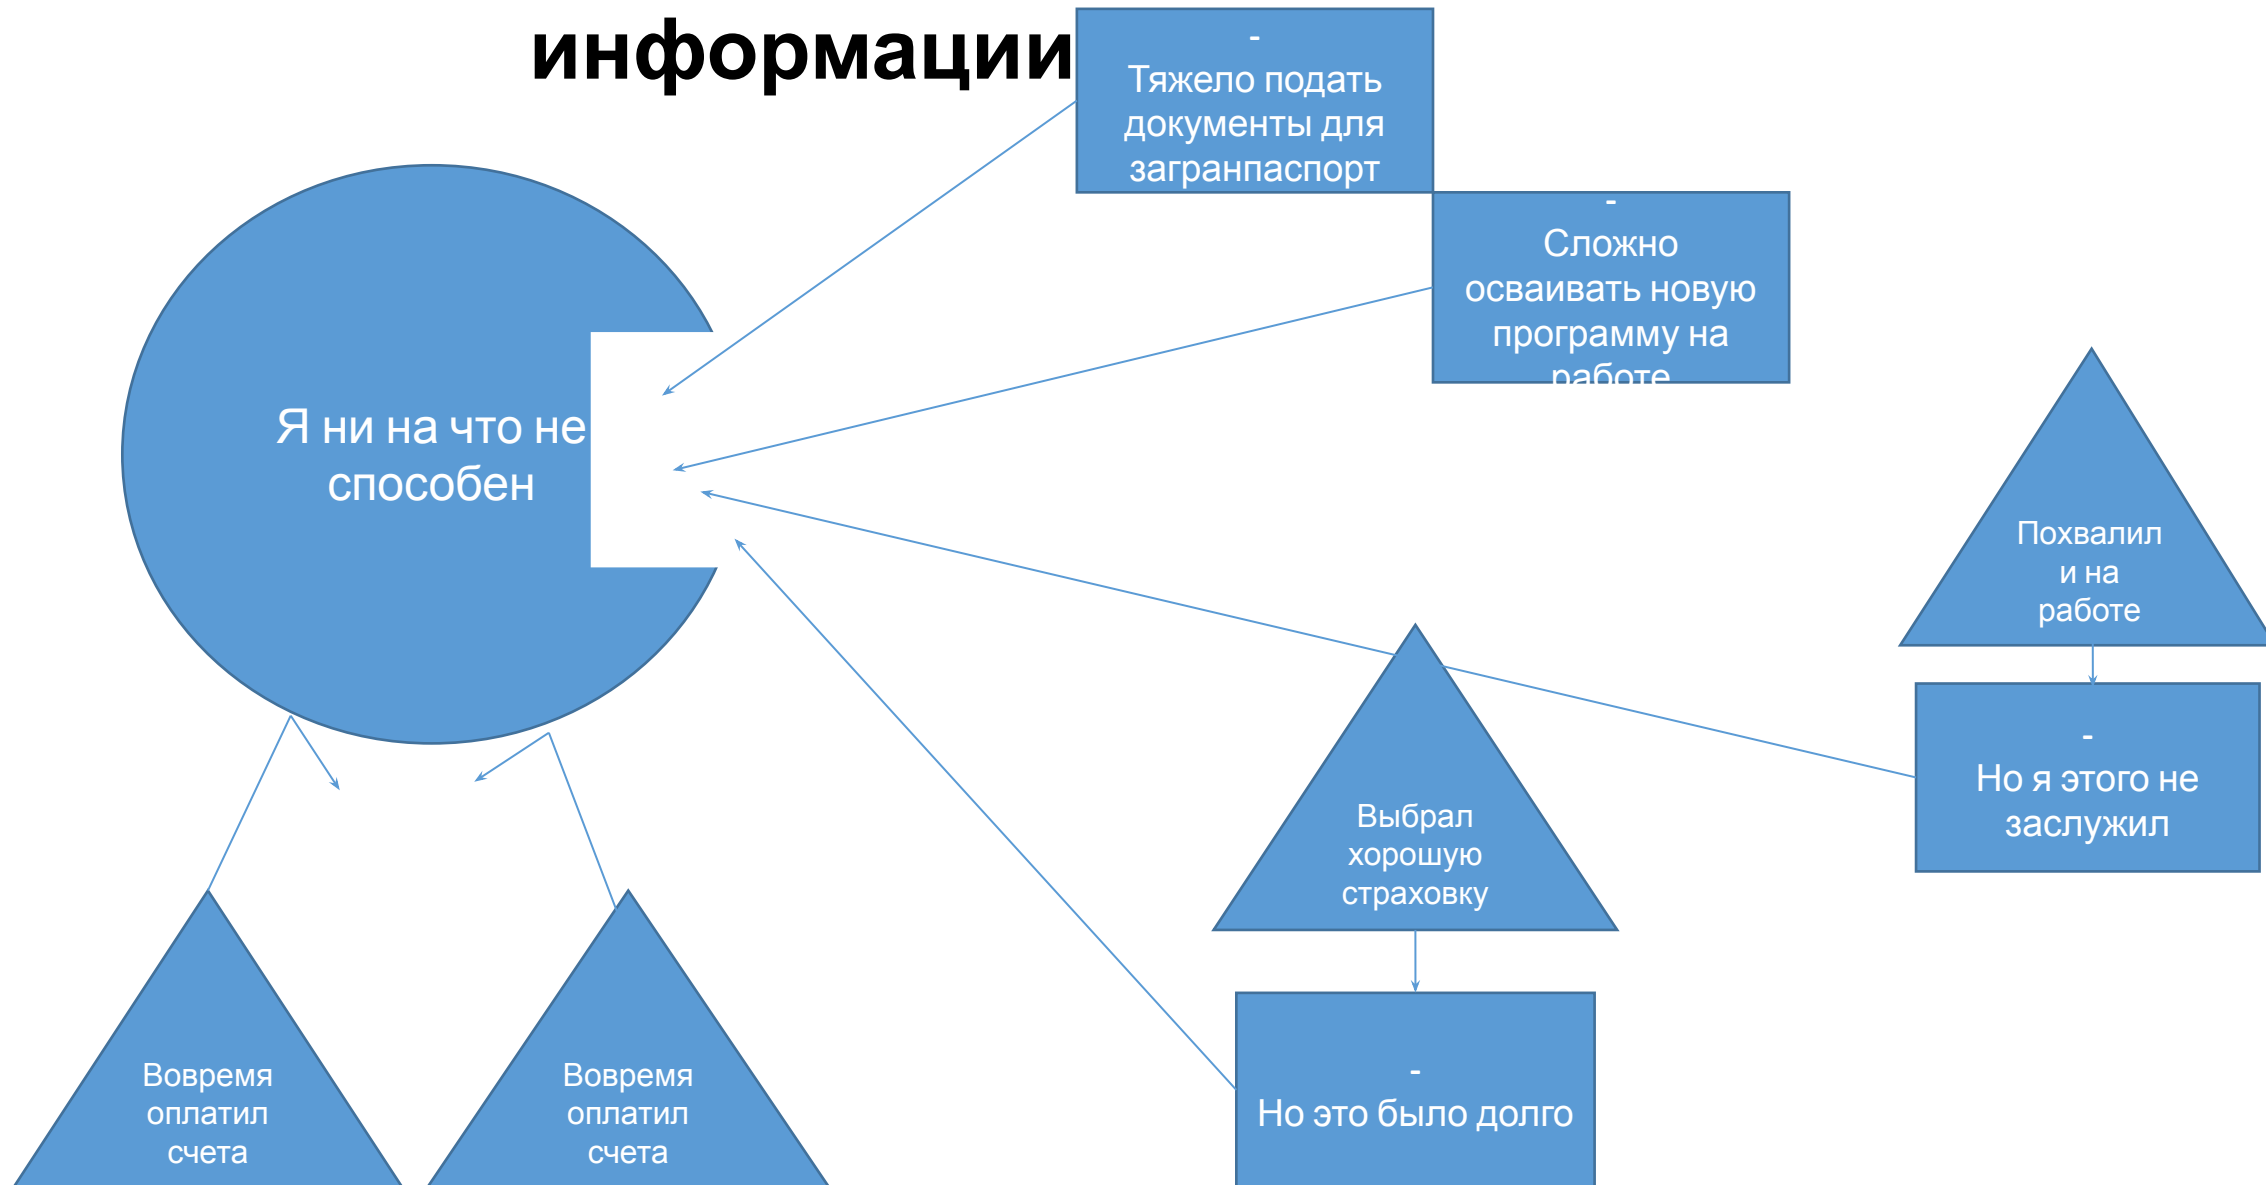 информации
-
Тяжело подать
документы для
загранпаспорт
-
Сложно
осваивать новую
программу на
работе
Я ни на что не
способен
Похвалил
и на
работе
-
Но я этого не
заслужил
Выбрал
хорошую
страховку
-
Но это было долго
Вовремя
оплатил
счета
Вовремя
оплатил
счета